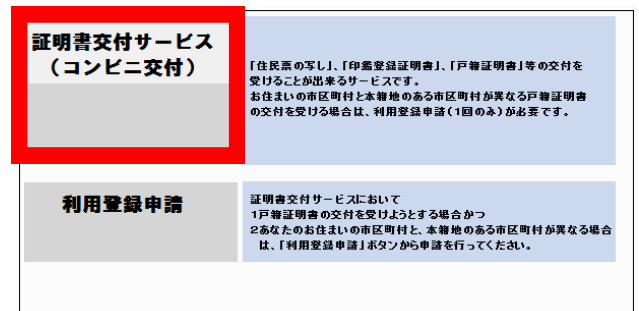 証明書交付サービス
(コンビニ交付)
「住民票の写し」、「印鑑登録証明書」、「戸籍証明書」等の交付を
受けることが出来るサービスです。
お住まいの市区町村と本籍地のある市区町村が異なる戸籍証明書
の交付を受ける場合は、利用登録申請(1回のみ)が必要です。
利用登録申請
証明書交付サービスにおいて
1戸籍証明書の交付を受けようとする場合かつ
2あなたのお住まいの市区町村と、本籍地のある市区町村が異なる場合
は、「利用登録申請」ボタンから申請を行ってください。